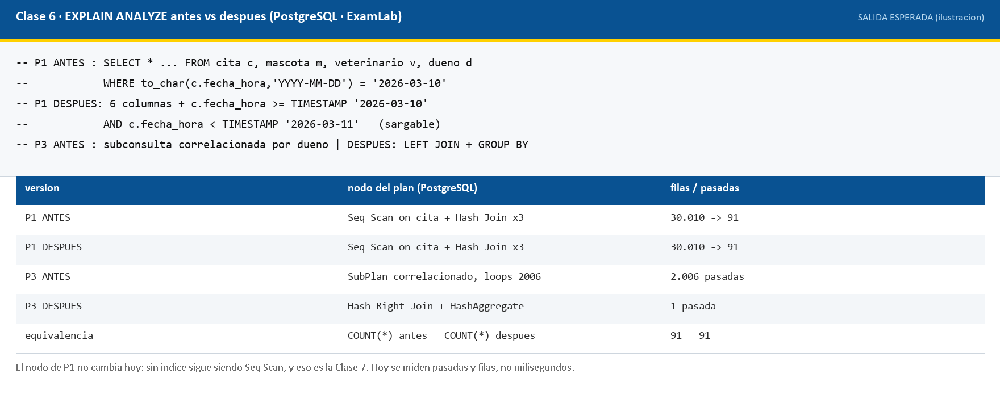 Clase 6 · EXPLAIN ANALYZE antes vs despues (PostgreSQL · ExamLab)
SALIDA ESPERADA (ilustracion)
-- P1 ANTES : SELECT * ... FROM cita c, mascota m, veterinario v, dueno d
--            WHERE to_char(c.fecha_hora,'YYYY-MM-DD') = '2026-03-10'
-- P1 DESPUES: 6 columnas + c.fecha_hora >= TIMESTAMP '2026-03-10'
--            AND c.fecha_hora < TIMESTAMP '2026-03-11'   (sargable)
-- P3 ANTES : subconsulta correlacionada por dueno | DESPUES: LEFT JOIN + GROUP BY
version nodo del plan (PostgreSQL) filas / pasadas
P1 ANTES Seq Scan on cita + Hash Join x3 30.010 -> 91
P1 DESPUES Seq Scan on cita + Hash Join x3 30.010 -> 91
P3 ANTES SubPlan correlacionado, loops=2006 2.006 pasadas
P3 DESPUES Hash Right Join + HashAggregate 1 pasada
equivalencia COUNT(*) antes = COUNT(*) despues 91 = 91
El nodo de P1 no cambia hoy: sin indice sigue siendo Seq Scan, y eso es la Clase 7. Hoy se miden pasadas y filas, no milisegundos.